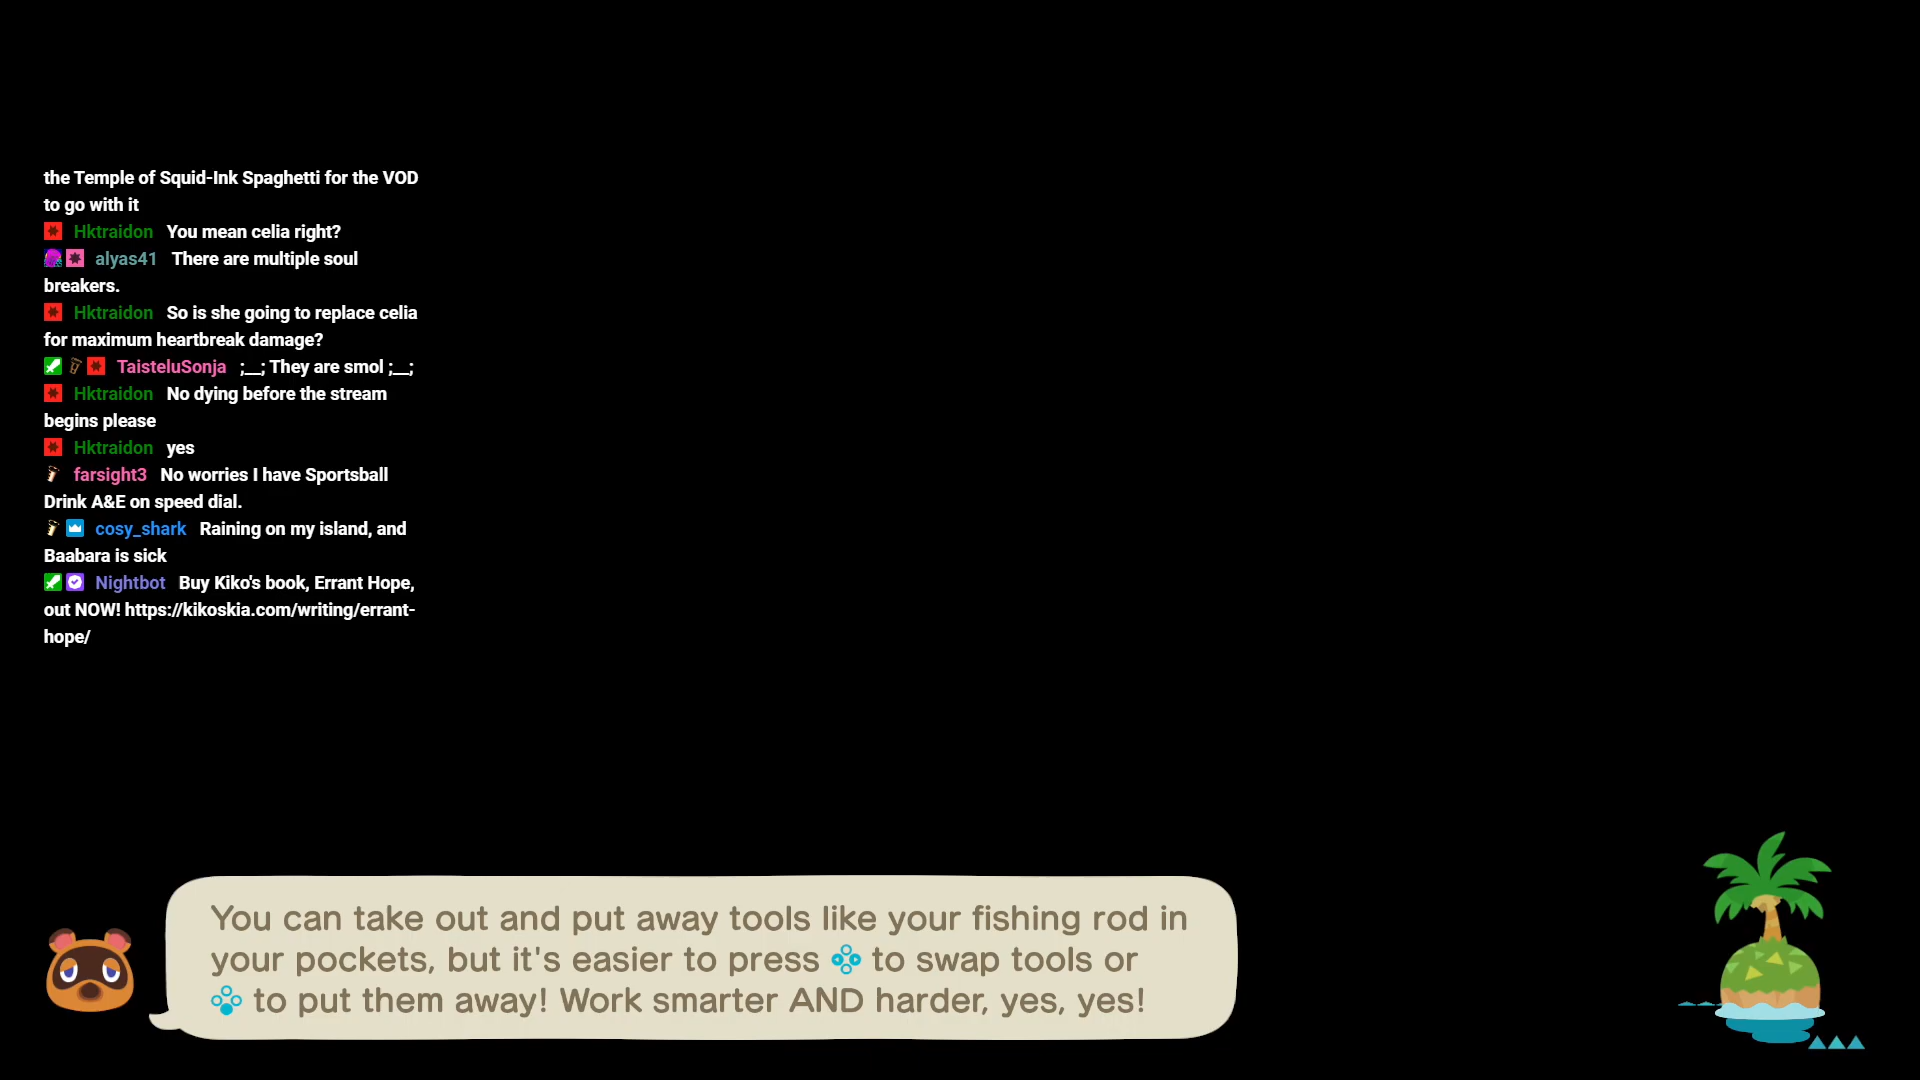 the Temple of Squid-Ink Spaghetti for the VOD
to go with it
Hktraidon You mean celia right?
alyas41 There are multiple soul
breakers.
Hktraidon So is she going to replace celia
for maximum heartbreak damage?
TaisteluSonja ;__; They are smol ;__;
Hktraidon No dying before the stream
begins please
Hktraidon yes
farsight3 No worries I have Sportsball
Drink A&E on speed dial.
cosy_shark Raining on my island, and
Baabara is sick
Nightbot Buy Kiko's book, Errant Hope,
out NOW! https://kikoskia.com/writing/errant-
hope/
You can take out and put away tools like your fishing rod in
your pockets, but it's easier to press to swap tools or
to put them away! Work smarter AND harder, yes, yes!